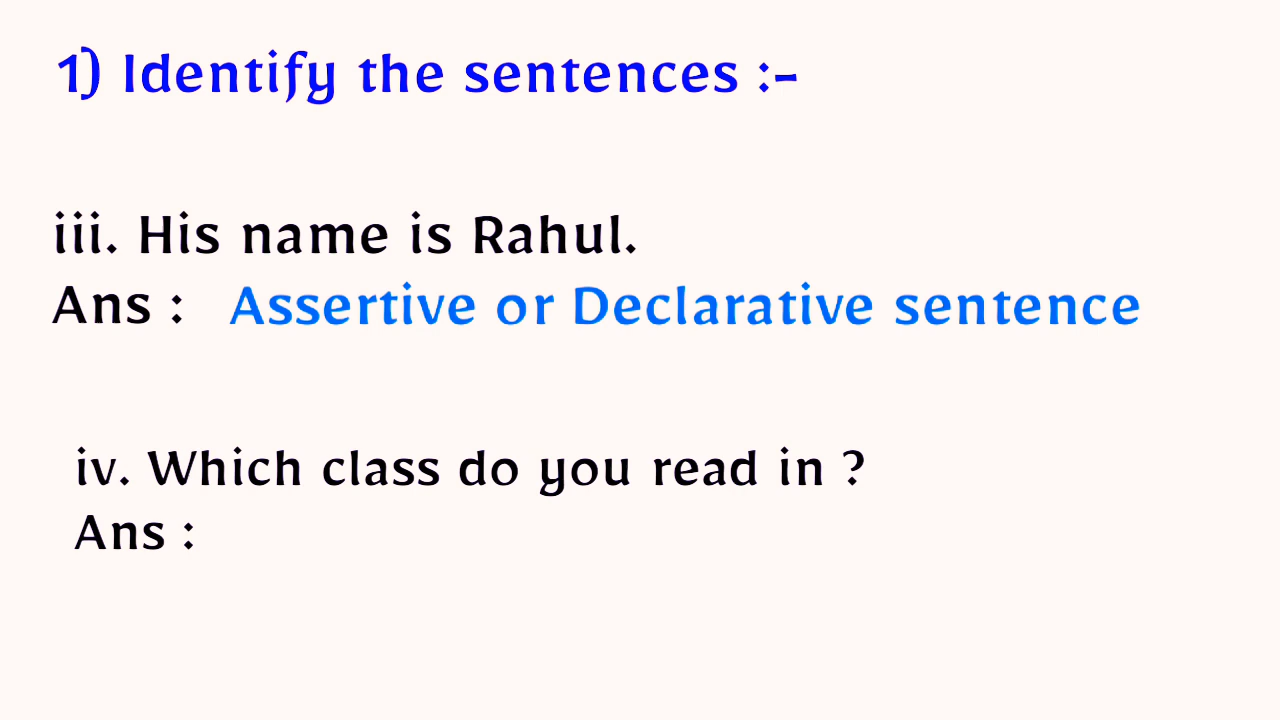 1) Identify the sentences :-
iii. His name is Rahul.
Ans : Assertive or Declarative sentence
iv. Which class do you read in ?
Ans :